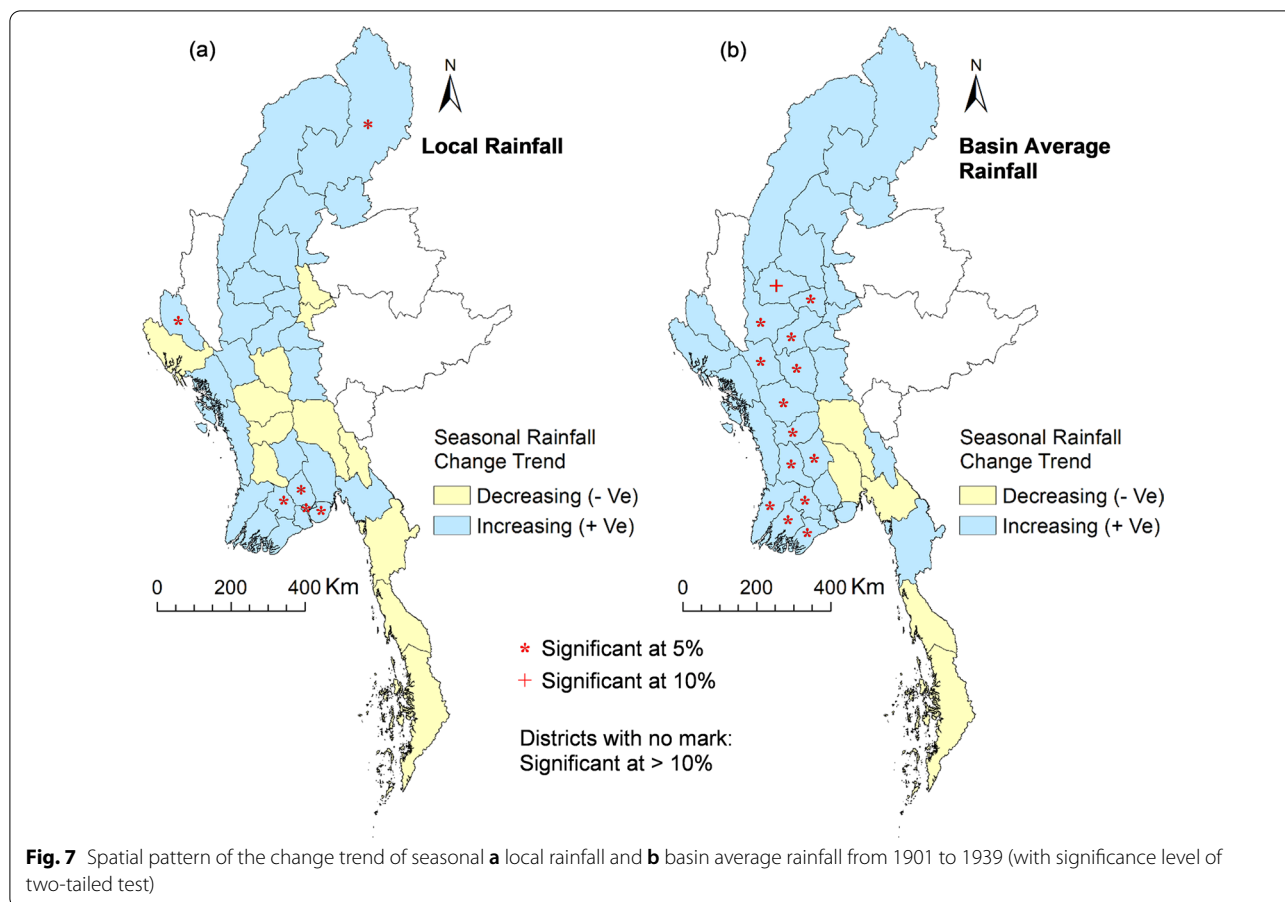 (a)
N
Local Rainfall
Seasonal Rainfall
Change Trend
Decreasing (- Ve)
Increasing (+ Ve)
0 200 400 Km
(b)
N
Basin Average
Rainfall
Seasonal Rainfall
Change Trend
Decreasing (- Ve)
Increasing (+ Ve)
0 200 400 Km
* Significant at 5%
+ Significant at 10%
Districts with no mark:
Significant at > 10%
Fig. 7 Spatial pattern of the change trend of seasonal a local rainfall and b basin average rainfall from 1901 to 1939 (with significance level of
two-tailed test)